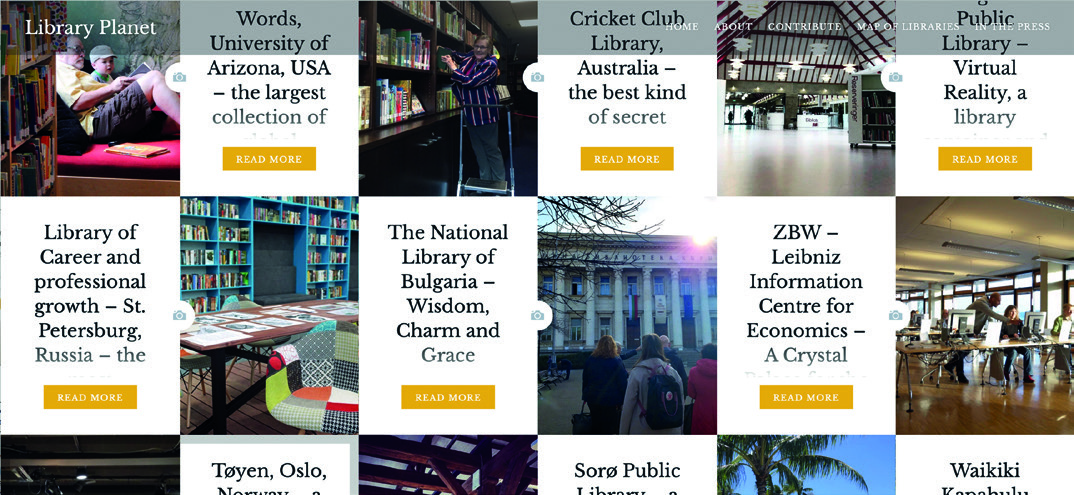 Library Planet
HOME
ABOUT
CONTRIBUTE
MAP OF LIBRARIES
IN THE PRESS
Words,
University of
Arizona, USA
– the largest
collection of
READ MORE
Cricket Club
Library,
Australia –
the best kind
of secret
READ MORE
Public
Library –
Virtual
Reality, a
library
READ MORE
Library of
Career and
professional
growth – St.
Petersburg,
Russia – the
READ MORE
The National
Library of
Bulgaria –
Wisdom,
Charm and
Grace
READ MORE
ZBW –
Leibniz
Information
Centre for
Economics –
A Crystal
READ MORE
Tøyen, Oslo,
Norway – a
Sorø Public
Library – a
Waikiki
Kapahulu